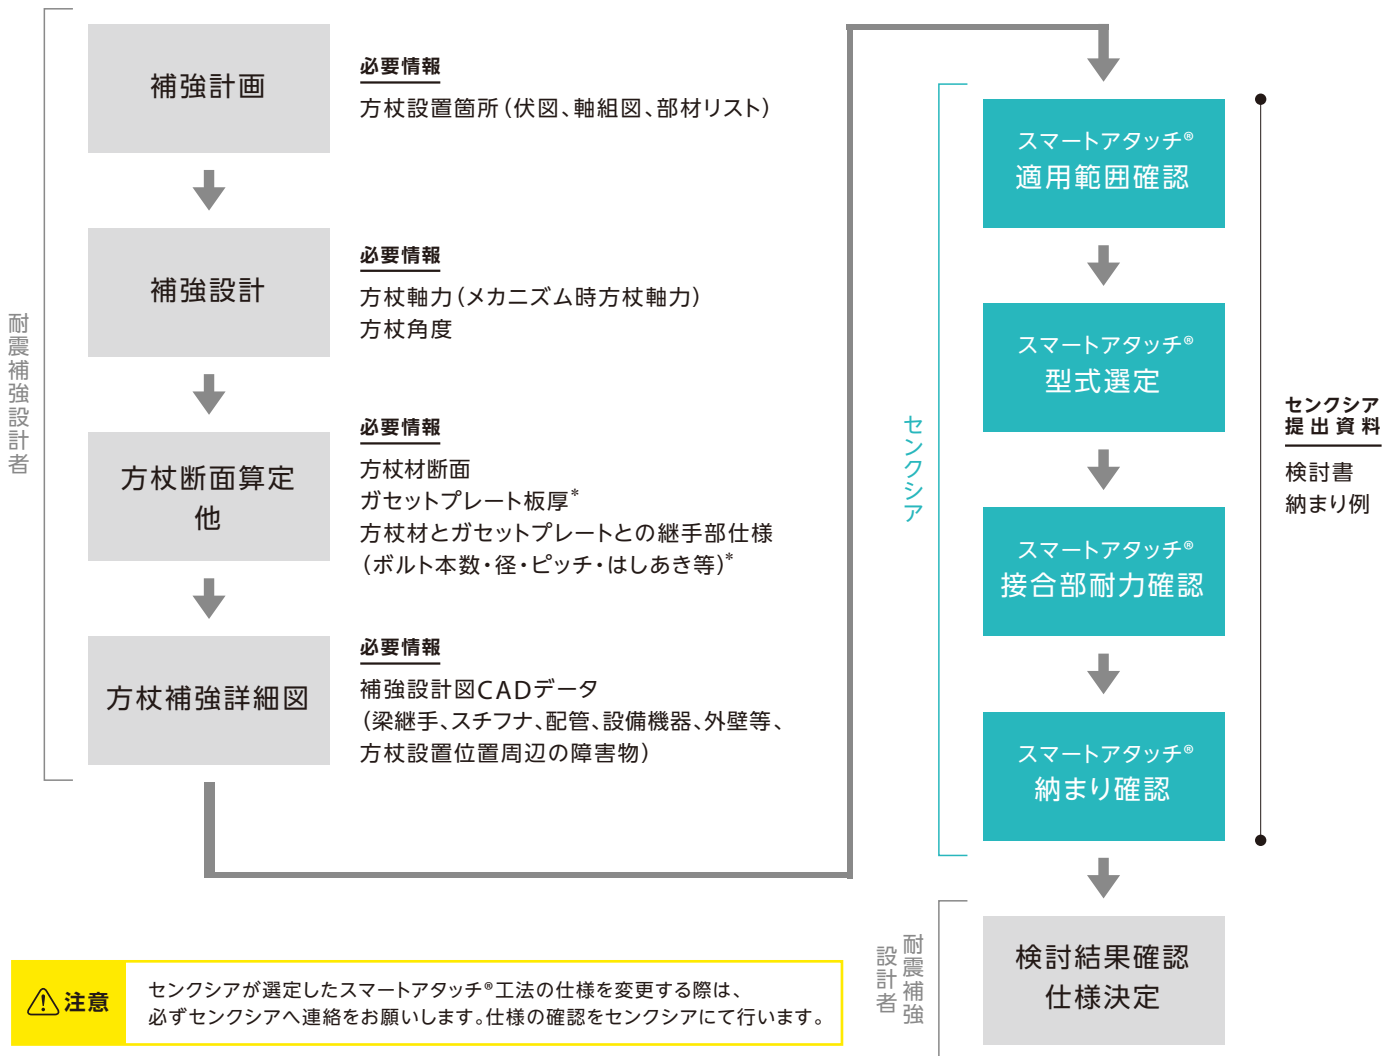 耐震補強設計者
補強計画
必要情報
方杖設置箇所（伏図、軸組図、部材リスト）
補強設計
必要情報
方杖軸力（メカニズム時方杖軸力）
方杖角度
方杖断面算定
他
必要情報
方杖材断面
ガセットプレート板厚*
方杖材とガセットプレートとの継手部仕様
（ボルト本数・径・ピッチ・はしあき等）*
方杖補強詳細図
必要情報
補強設計図CADデータ
（梁継手、スチフナ、配管、設備機器、外壁等、
方杖設置位置周辺の障害物）
センクシア
スマートアタッチ®
適用範囲確認
スマートアタッチ®
型式選定
スマートアタッチ®
接合部耐力確認
スマートアタッチ®
納まり確認
センクシア
提出資料
検討書
納まり例
耐震補強
設計者
検討結果確認
仕様決定
注意
センクシアが選定したスマートアタッチ®工法の仕様を変更する際は、
必ずセンクシアへ連絡をお願いします。仕様の確認をセンクシアにて行います。